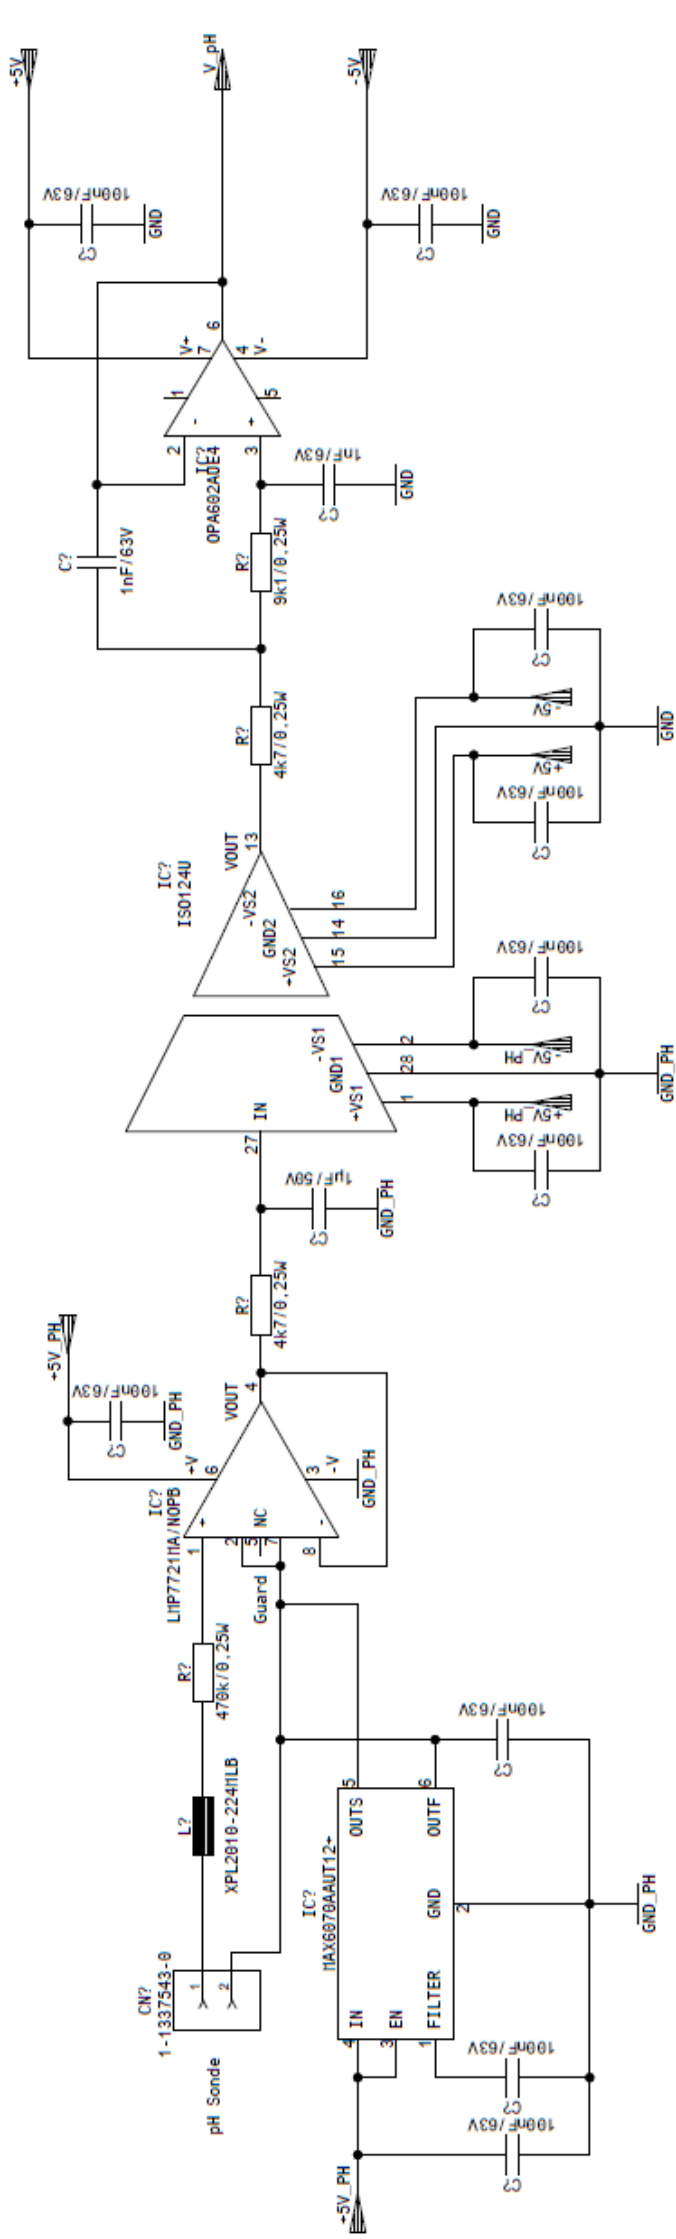 +5V
V_pH
-5V
100nF/63V
C?
GND
100nF/63V
C?
GND
V+
7
6
4
V-
1
5
-
+
2
3
IC?
OPA602ADE4
C?
1nF/63V
R?
9k1/0,25W
1nF/63V
C?
GND
R?
4k7/0,25W
100nF/63V
C?
-5V
+5V
100nF/63V
C?
GND
IC?
ISO124U
VOUT
13
-VS2
GND2
+VS2
16
14
15
-VS1
GND1
+VS1
IN
2
28
1
27
100nF/63V
C?
-5V_PH
+5V_PH
100nF/63V
C?
GND_PH
1µF/50V
C?
GND_PH
R?
4k7/0,25W
+5V_PH
100nF/63V
C?
GND_PH
IC?
LMP7721MA/NOPB
VOUT
4
+V
6
3
-V
GND_PH
+
NC
-
1
2
5
7
8
Guard
R?
470k/0,25W
L?
XPL2010-224MLB
CN?
1-1337543-0
1
2
pH Sonde
100nF/63V
C?
IC?
MAX6070AAUT12+
5
OUTS
6
OUTF
GND
2
GND_PH
IN
EN
FILTER
4
3
1
100nF/63V
C?
100nF/63V
C?
+5V_PH